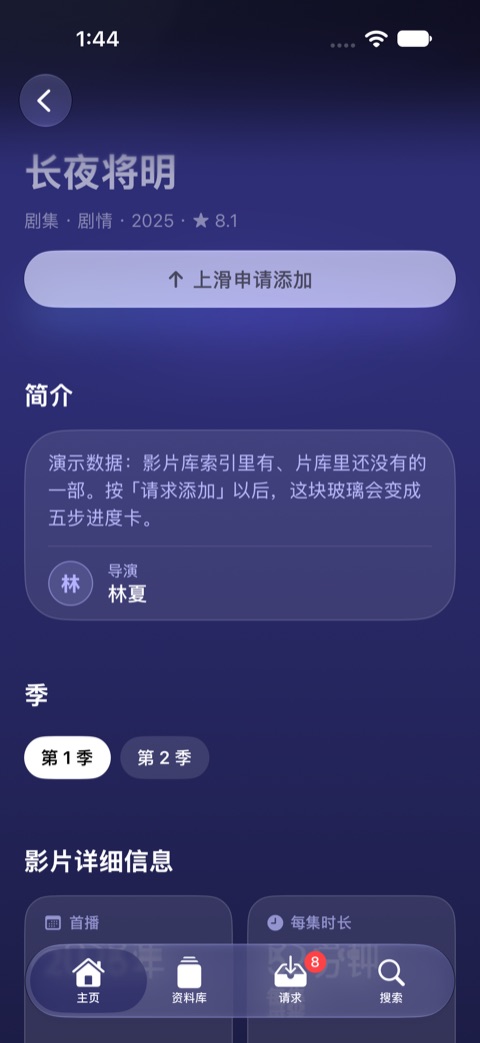 1:44
长夜将明
剧集 · 剧情 · 2025 · ★ 8.1
↑ 上滑申请添加
简介
演示数据：影片库索引里有、片库里还没有的
一部。按「请求添加」以后，这块玻璃会变成
五步进度卡。
林
导演
林夏
季
第 1 季
第 2 季
影片详细信息
首播
每集时长
主页
资料库
请求
8
搜索